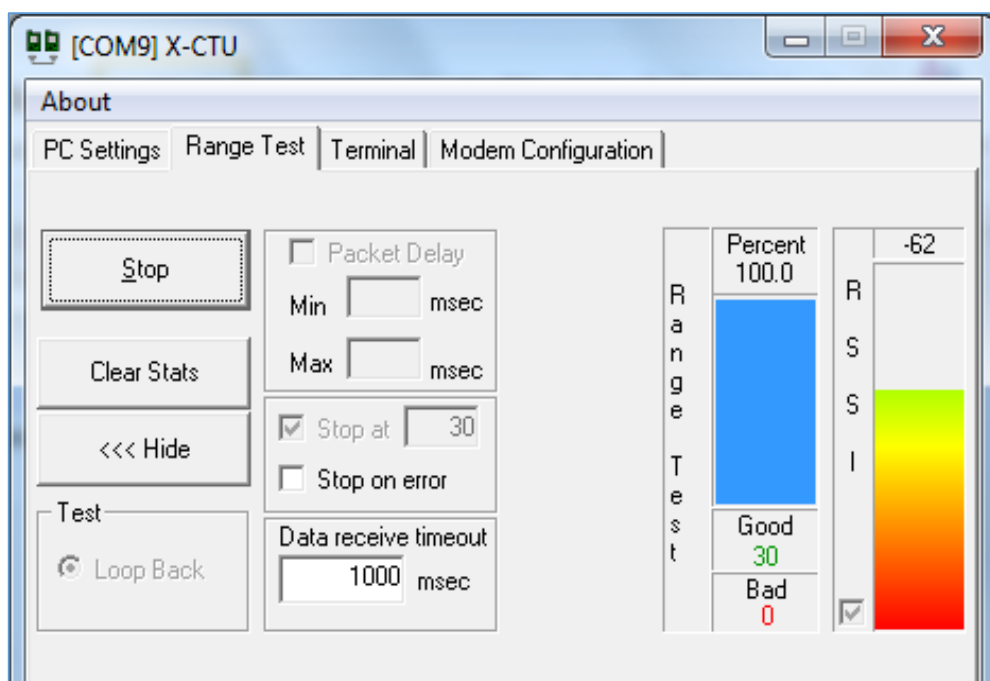 [COM9] X-CTU
About
PC Settings Range Test Terminal Modem Configuration
Stop
Clear Stats
<<< Hide
Test
Loop Back
Packet Delay
Min msec
Max msec
Stop at 30
Stop on error
Data receive timeout
1000 msec
Range Test
Percent
100.0
Good
30
Bad
0
RSSI
-62